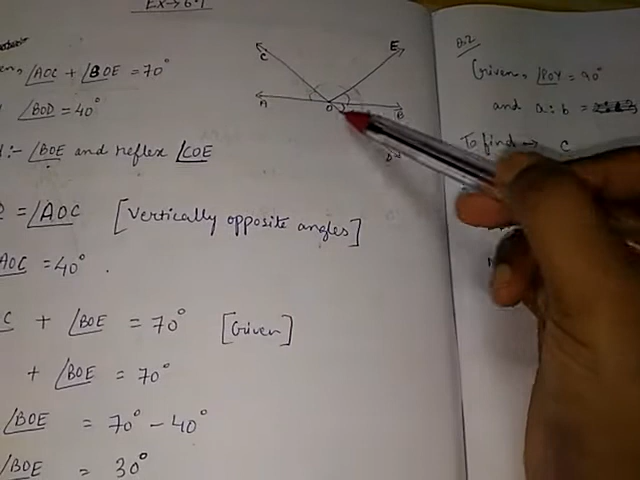 Ex → 6.1
C
E
A
O
B
D
∠AOC + ∠BOE = 70°
∠BOD = 40°
:- ∠BOE and reflex ∠COE
= ∠AOC [Vertically opposite angles]
AOC = 40°.
C + ∠BOE = 70° [Given]
+ ∠BOE = 70°
∠BOE = 70° - 40°
∠BOE = 30°
Q.2
Given, ∠POY = 90°
and a:b =
To find → C